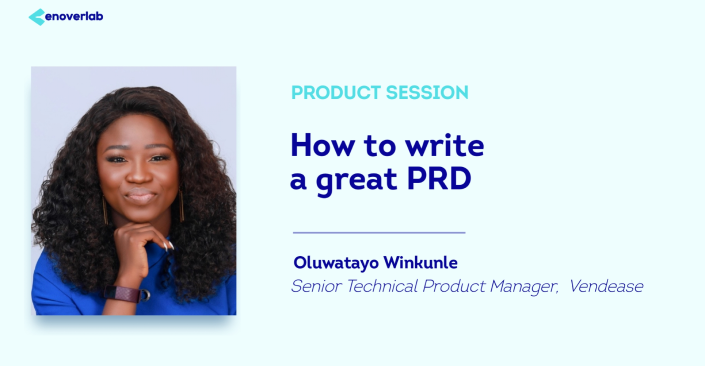 enoverlab
PRODUCT SESSION
How to write
a great PRD
Oluwatayo Winkunle
Senior Technical Product Manager, Vendease